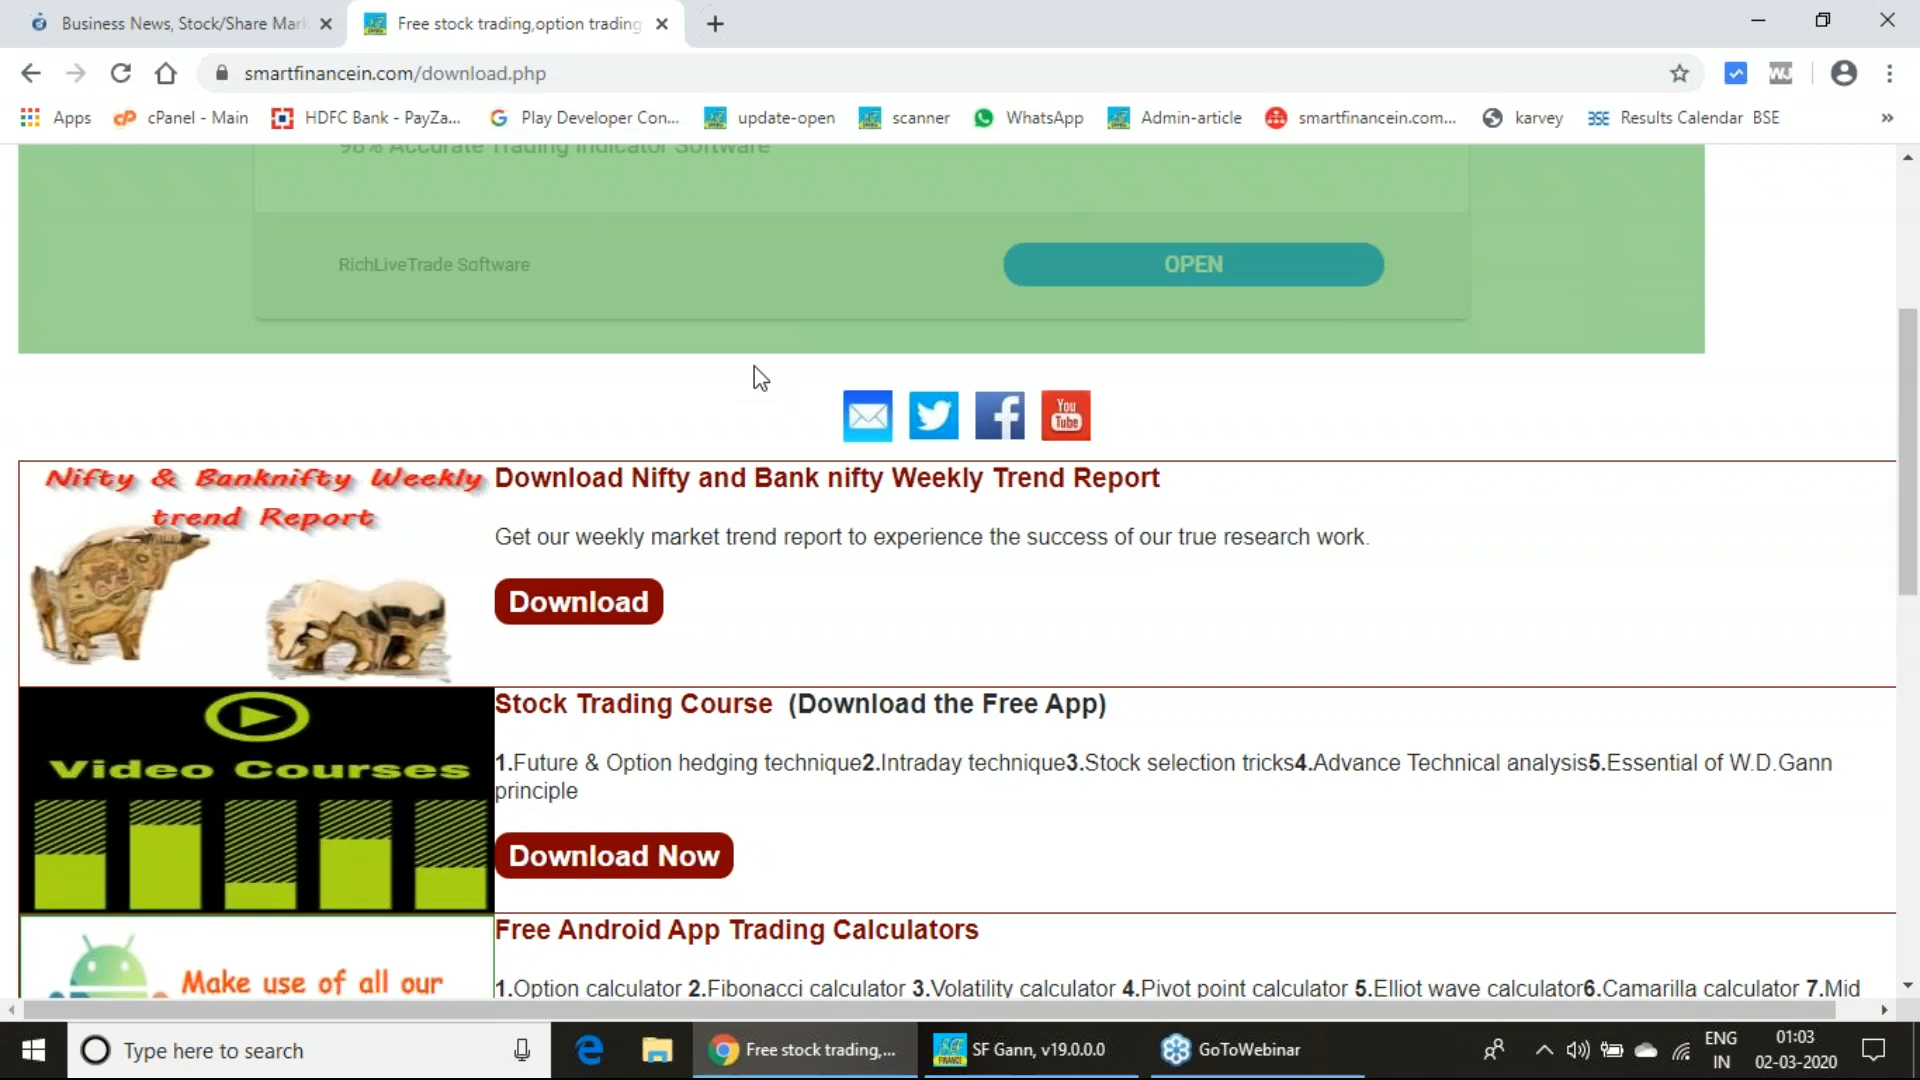 Business News, Stock/Share Mar
Free stock trading,option trading
smartfinancein.com/download.php
Apps
cPanel - Main
HDFC Bank - PayZa...
Play Developer Con...
update-open
scanner
WhatsApp
Admin-article
smartfinancein.com...
karvey
BSE
Results Calendar BSE
98% Accurate Trading Indicator Software
RichLiveTrade Software
OPEN
You
Tube
Nifty & Banknifty Weekly
trend Report
Download Nifty and Bank nifty Weekly Trend Report
Get our weekly market trend report to experience the success of our true research work.
Download
Video Courses
Stock Trading Course (Download the Free App)
1.Future & Option hedging technique2.Intraday technique3.Stock selection tricks4.Advance Technical analysis5.Essential of W.D.Gann
principle
Download Now
Make use of all our
Free Android App Trading Calculators
1.Option calculator 2.Fibonacci calculator 3.Volatility calculator 4.Pivot point calculator 5.Elliot wave calculator6.Camarilla calculator 7.Mid
Type here to search
Free stock trading,...
SF Gann, v19.0.0.0
GoToWebinar
ENG
IN
01:03
02-03-2020